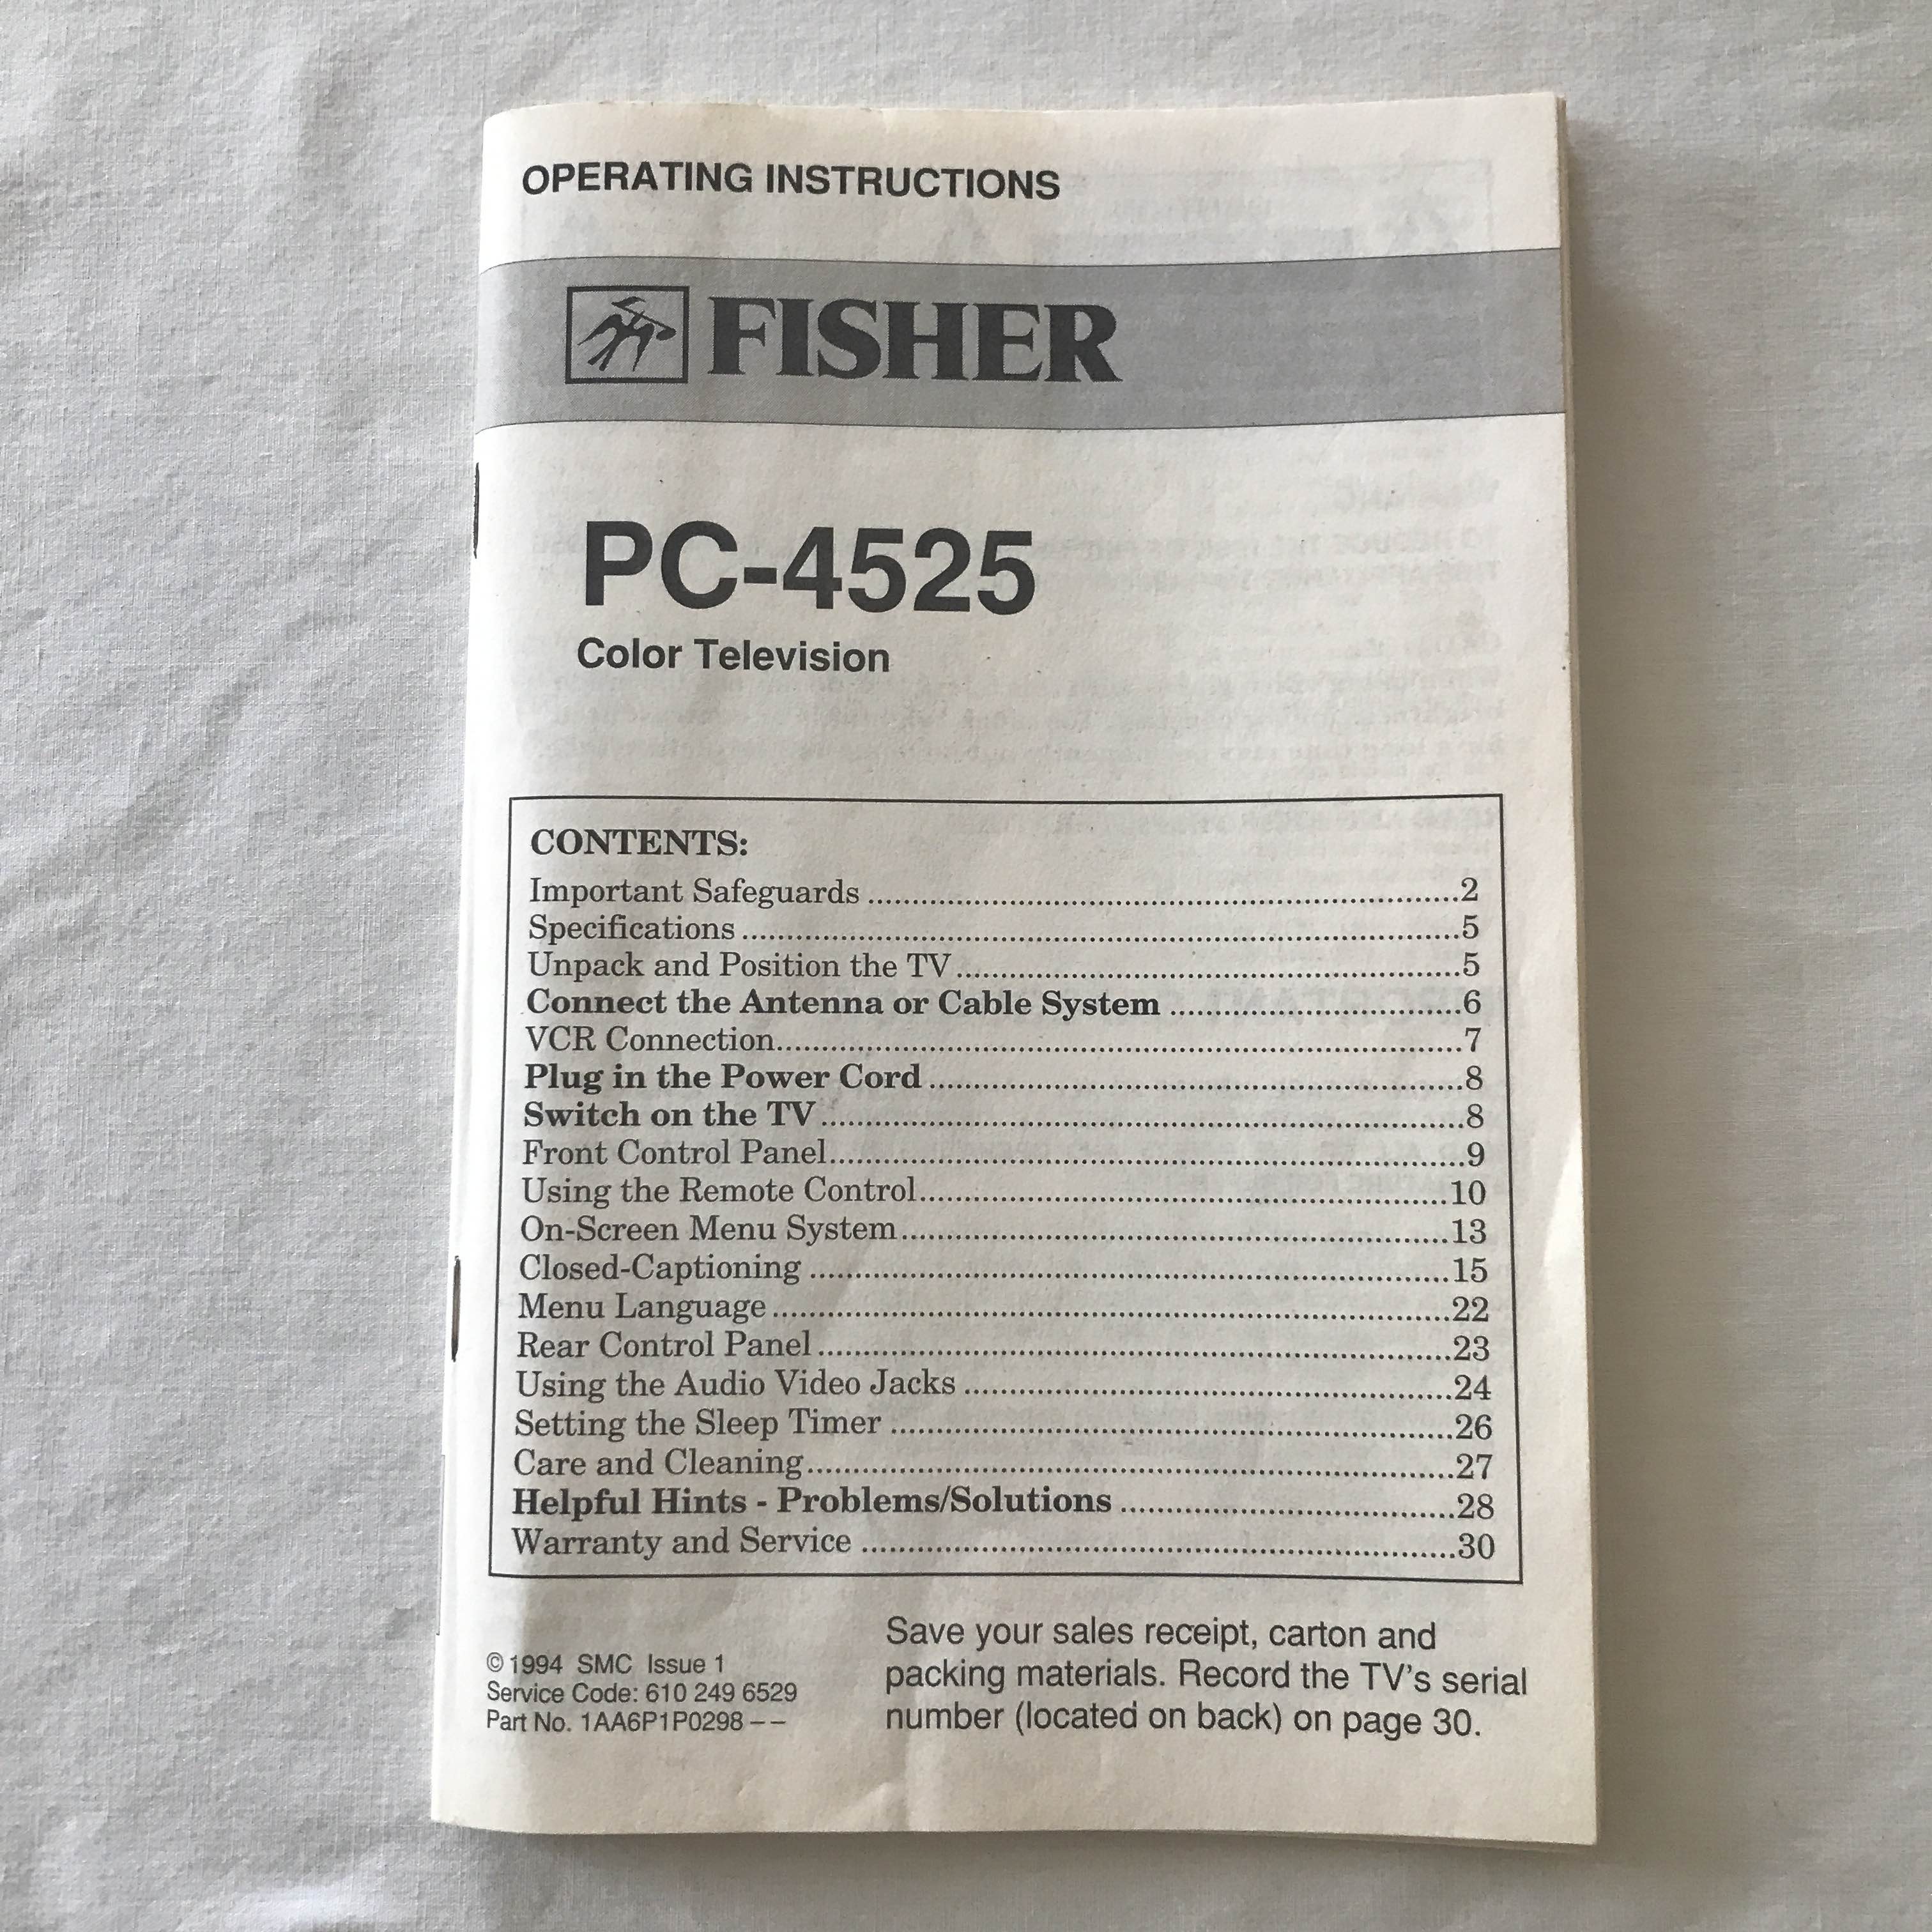 OPERATING INSTRUCTIONS
FISHER
PC-4525
Color Television
CONTENTS:
Important Safeguards ........................................................................2
Specifications ........................................................................5
Unpack and Position the TV........................................................................5
Connect the Antenna or Cable System ........................................................................6
VCR Connection........................................................................7
Plug in the Power Cord ........................................................................8
Switch on the TV ........................................................................8
Front Control Panel........................................................................9
Using the Remote Control........................................................................10
On-Screen Menu System........................................................................13
Closed-Captioning ........................................................................15
Menu Language ........................................................................22
Rear Control Panel ........................................................................23
Using the Audio Video Jacks ........................................................................24
Setting the Sleep Timer ........................................................................26
Care and Cleaning........................................................................27
Helpful Hints - Problems/Solutions ........................................................................28
Warranty and Service ........................................................................30
© 1994 SMC Issue 1
Service Code: 610 249 6529
Part No. 1AA6P1P0298 – –
Save your sales receipt, carton and
packing materials. Record the TV's serial
number (located on back) on page 30.